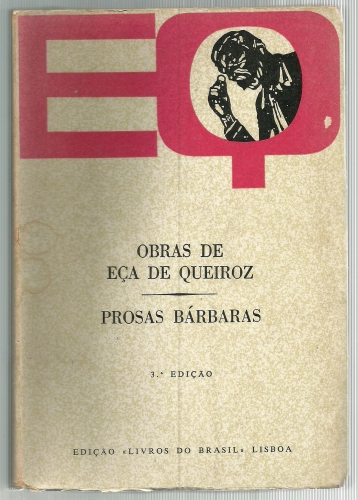 EQ
OBRAS DE
EÇA DE QUEIROZ
PROSAS BÁRBARAS
3.ª EDIÇÃO
EDIÇÃO «LIVROS DO BRASIL» LISBOA